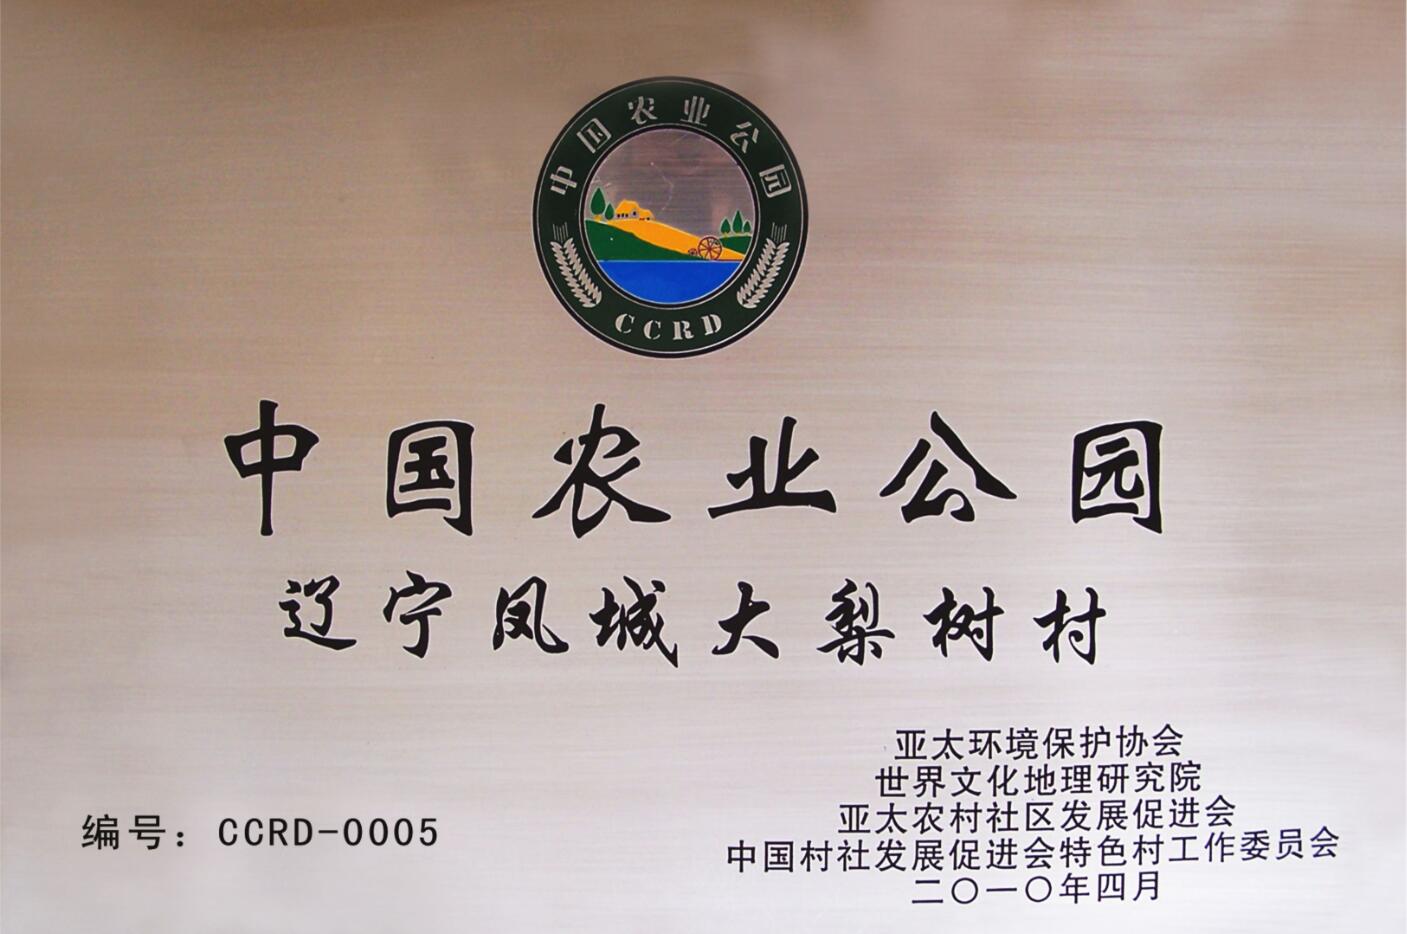 中国农业公园
CCRD
中国农业公园
辽宁凤城大梨树村
亚太环境保护协会
世界文化地理研究院
亚太农村社区发展促进会
中国村社发展促进会特色村工作委员会
二〇一〇年四月
编号：CCRD-0005